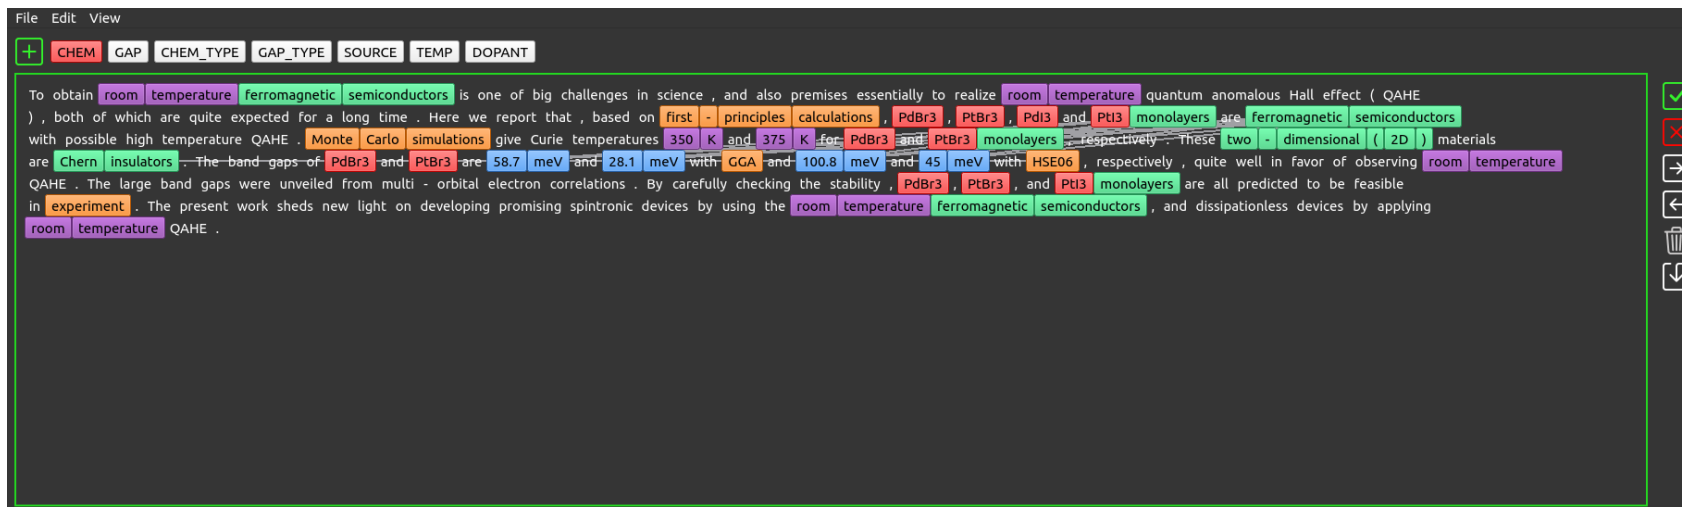 File Edit View
CHEM GAP CHEM_TYPE GAP_TYPE SOURCE TEMP DOPANT
To obtain room temperature ferromagnetic semiconductors is one of big challenges in science , and also premises essentially to realize room temperature quantum anomalous Hall effect ( QAHE
) , both of which are quite expected for a long time . Here we report that , based on first - principles calculations , PdBr3 , PtBr3 , PdI3 and PtI3 monolayers are ferromagnetic semiconductors
with possible high temperature QAHE . Monte Carlo simulations give Curie temperatures 350 K and 375 K for PdBr3 and PtBr3 monolayers , respectively . These two - dimensional ( 2D ) materials
are Chern insulators . The band gaps of PdBr3 and PtBr3 are 58.7 meV and 28.1 meV with GGA and 100.8 meV and 45 meV with HSE06 , respectively , quite well in favor of observing room temperature
QAHE . The large band gaps were unveiled from multi - orbital electron correlations . By carefully checking the stability , PdBr3 , PtBr3 , and PtI3 monolayers are all predicted to be feasible
in experiment . The present work sheds new light on developing promising spintronic devices by using the room temperature ferromagnetic semiconductors , and dissipationless devices by applying
room temperature QAHE .